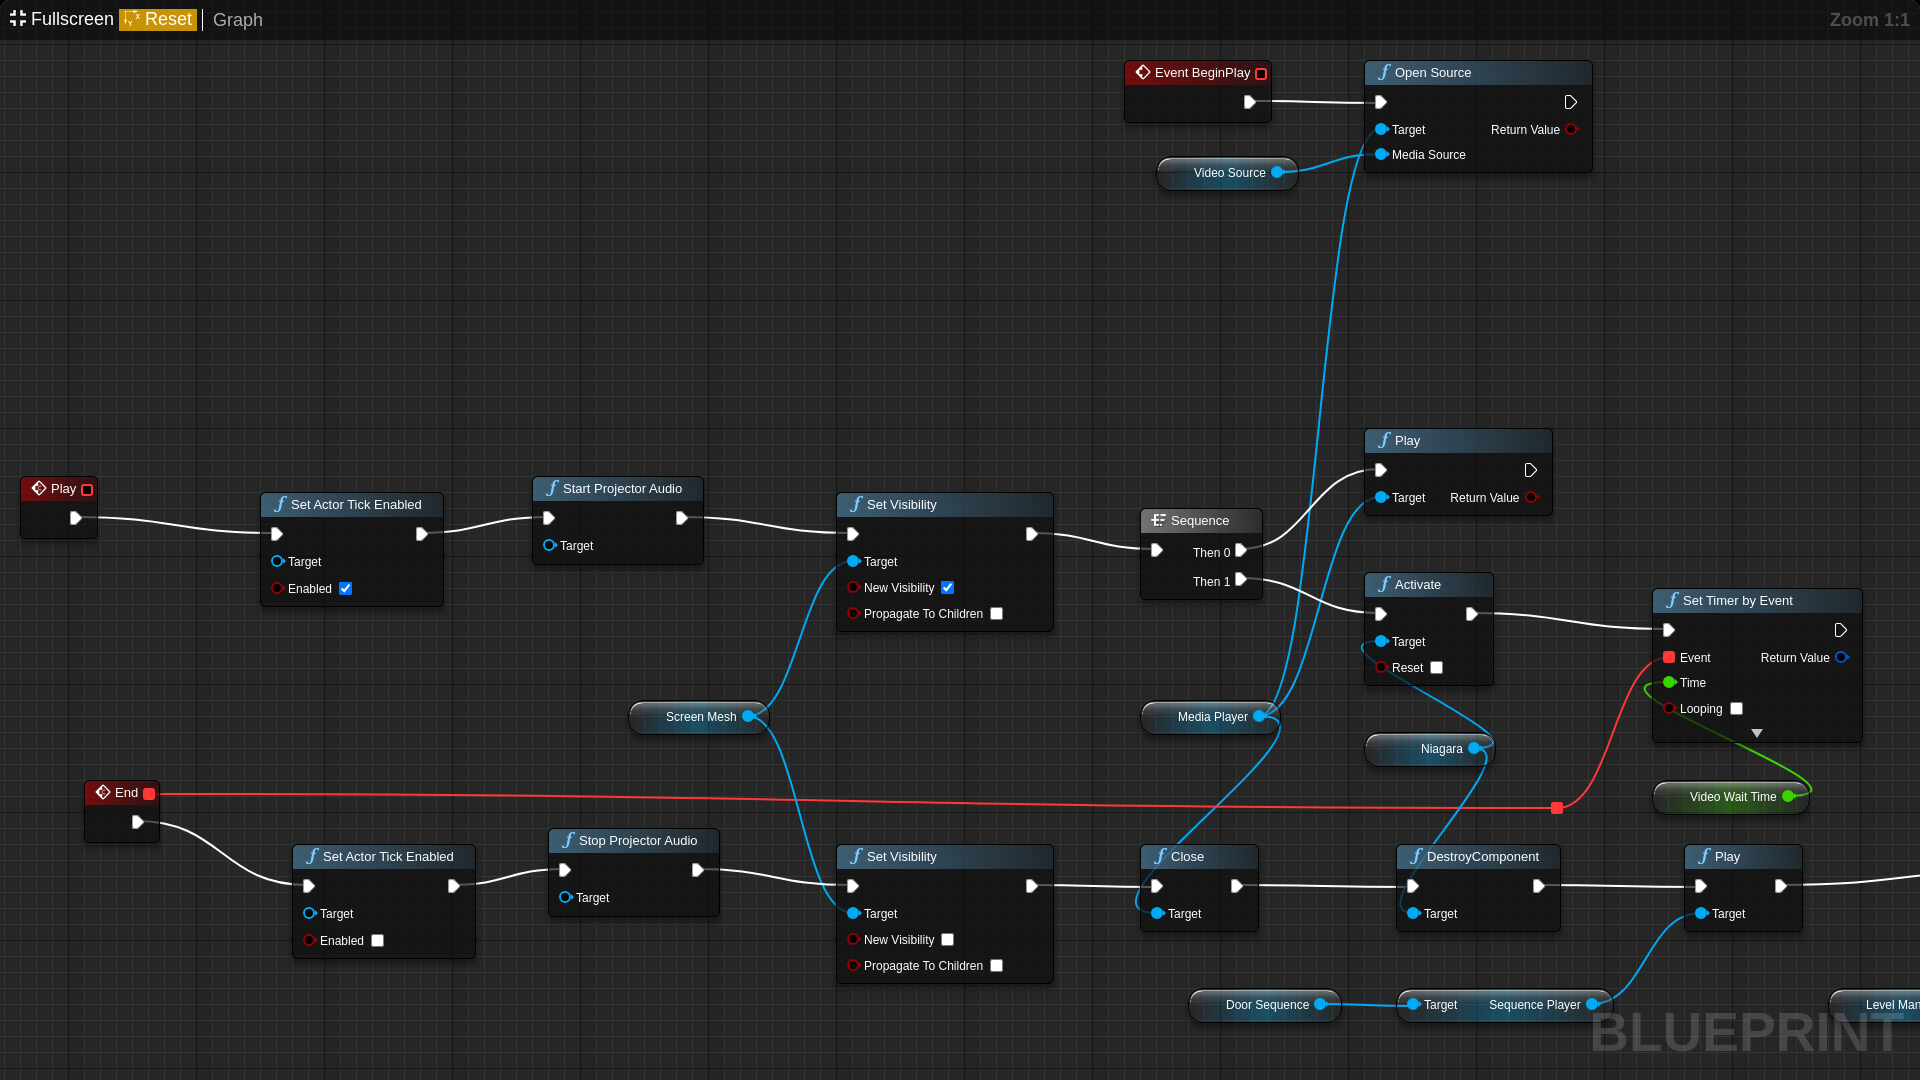 Fullscreen Reset Graph
Zoom 1:1
Event BeginPlay
Open Source
Target
Return Value
Media Source
Video Source
Play
Target
Return Value
Play
Set Actor Tick Enabled
Target
Enabled
Start Projector Audio
Target
Set Visibility
Target
New Visibility
Propagate To Children
Sequence
Then 0
Then 1
Activate
Target
Reset
Set Timer by Event
Event
Return Value
Time
Looping
Screen Mesh
Media Player
Niagara
Video Wait Time
End
Set Actor Tick Enabled
Target
Enabled
Stop Projector Audio
Target
Set Visibility
Target
New Visibility
Propagate To Children
Close
Target
DestroyComponent
Target
Play
Target
Door Sequence
Target
Sequence Player
Level Man
BLUEPRINT